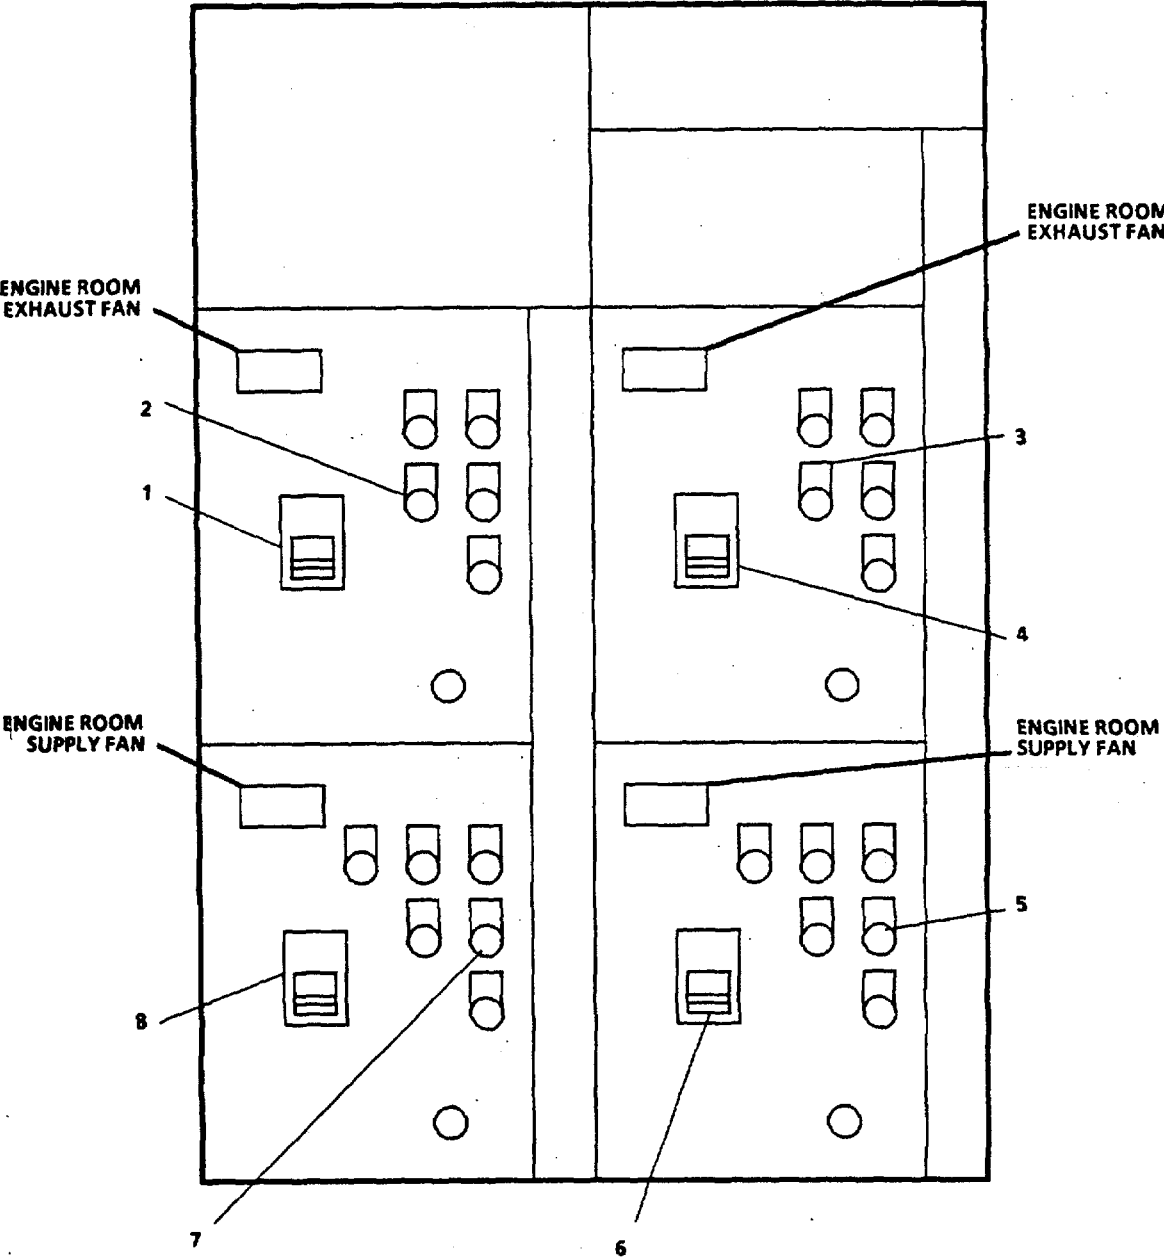 ENGINE ROOM
EXHAUST FAN
ENGINE ROOM
EXHAUST FAN
2
3
1
4
ENGINE ROOM
SUPPLY FAN
ENGINE ROOM
SUPPLY FAN
5
8
7
6